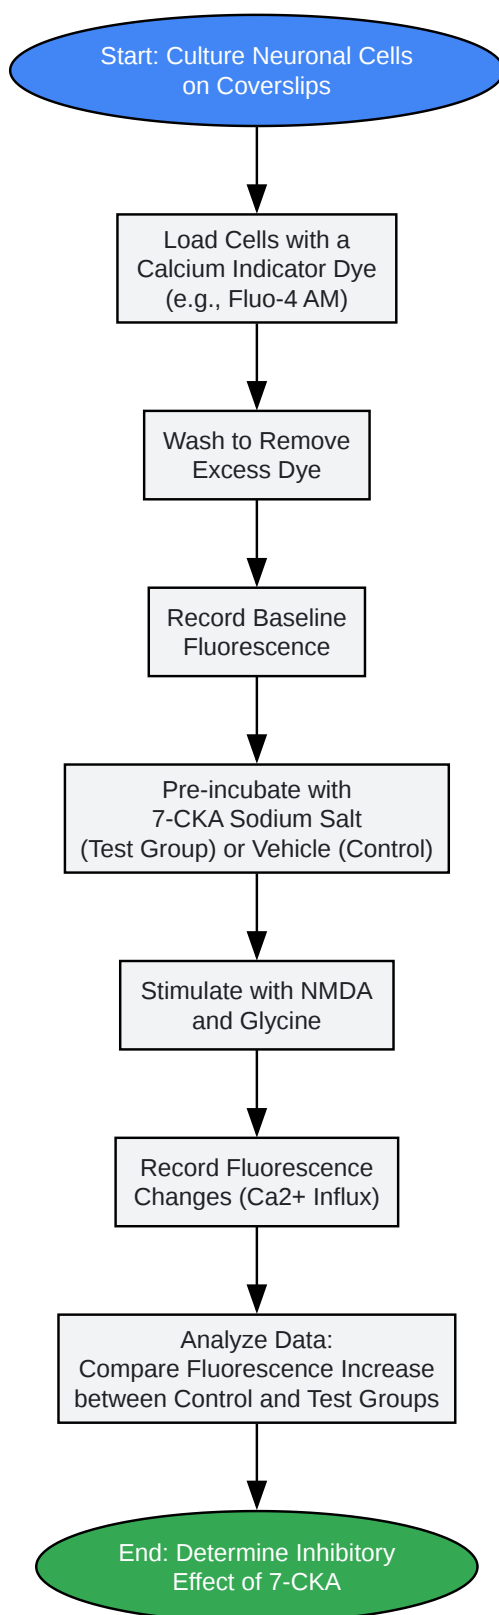 Start: Culture Neuronal Cells
on Coverslips
Load Cells with a
Calcium Indicator Dye
(e.g., Fluo-4 AM)
Wash to Remove
Excess Dye
Record Baseline
Fluorescence
Pre-incubate with
7-CKA Sodium Salt
(Test Group) or Vehicle (Control)
Stimulate with NMDA
and Glycine
Record Fluorescence
Changes (Ca2+ Influx)
Analyze Data:
Compare Fluorescence Increase
between Control and Test Groups
End: Determine Inhibitory
Effect of 7-CKA